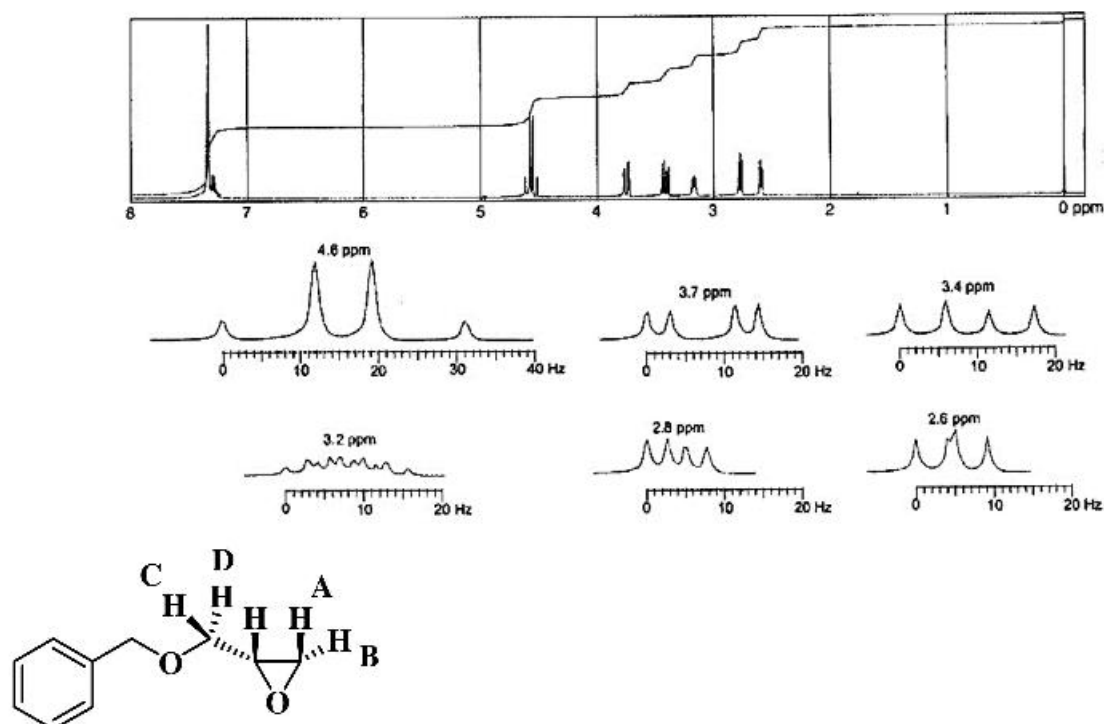 8 7 6 5 4 3 2 1 0 ppm
4.6 ppm
3.7 ppm
3.4 ppm
0 10 20 30 40 Hz
0 10 20 Hz
0 10 20 Hz
3.2 ppm
2.8 ppm
2.6 ppm
0 10 20 Hz
0 10 20 Hz
0 10 20 Hz
D
C A
H H H H
H B
O
O